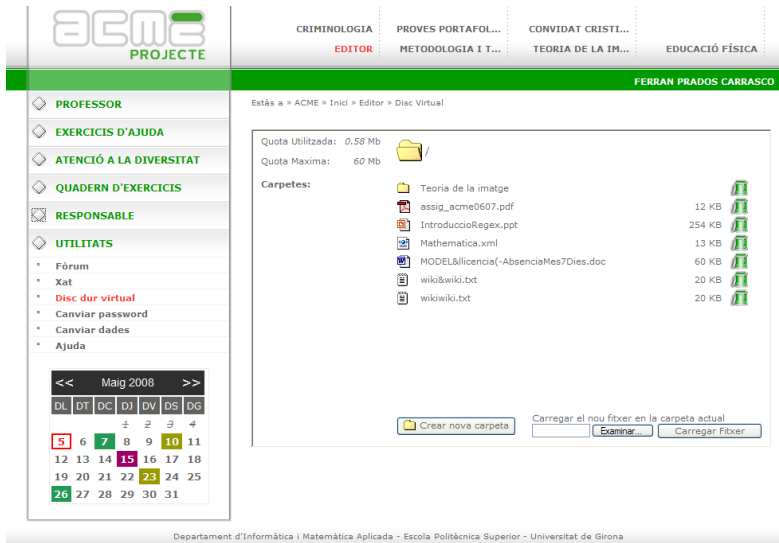 acme
PROJECTE
CRIMINOLOGIA PROVES PORTAFOL... CONVIDAT CRISTI...
EDITOR METODOLOGIA I T... TEORIA DE LA IM... EDUCACIÓ FÍSICA
FERRAN PRADOS CARRASCO
PROFESSOR
EXERCICIS D'AJUDA
ATENCIÓ A LA DIVERSITAT
QUADERN D'EXERCICIS
RESPONSABLE
UTILITATS
Fòrum
Xat
Disc dur virtual
Canviar password
Canviar dades
Ajuda
<< Maig 2008 >>
DL DT DC DJ DV DS DG
1 2 3 4
5 6 7 8 9 10 11
12 13 14 15 16 17 18
19 20 21 22 23 24 25
26 27 28 29 30 31
Estàs a » ACME » Inici » Editor » Disc Virtual
Quota Utilitzada: 0.58 Mb
Quota Maxima: 60 Mb
/
Carpetes:
Teoria de la imatge
assig_acme0607.pdf 12 KB
IntroduccioRegex.ppt 254 KB
Mathematica.xml 13 KB
MODEL&llicencia(-AbsenciaMes7Dies.doc 60 KB
wiki&wiki.txt 20 KB
wikiwiki.txt 20 KB
Crear nova carpeta
Carregar el nou fitxer en la carpeta actual
Examinar... Carregar Fitxer
Departament d'Informàtica i Matemàtica Aplicada - Escola Politècnica Superior - Universitat de Girona